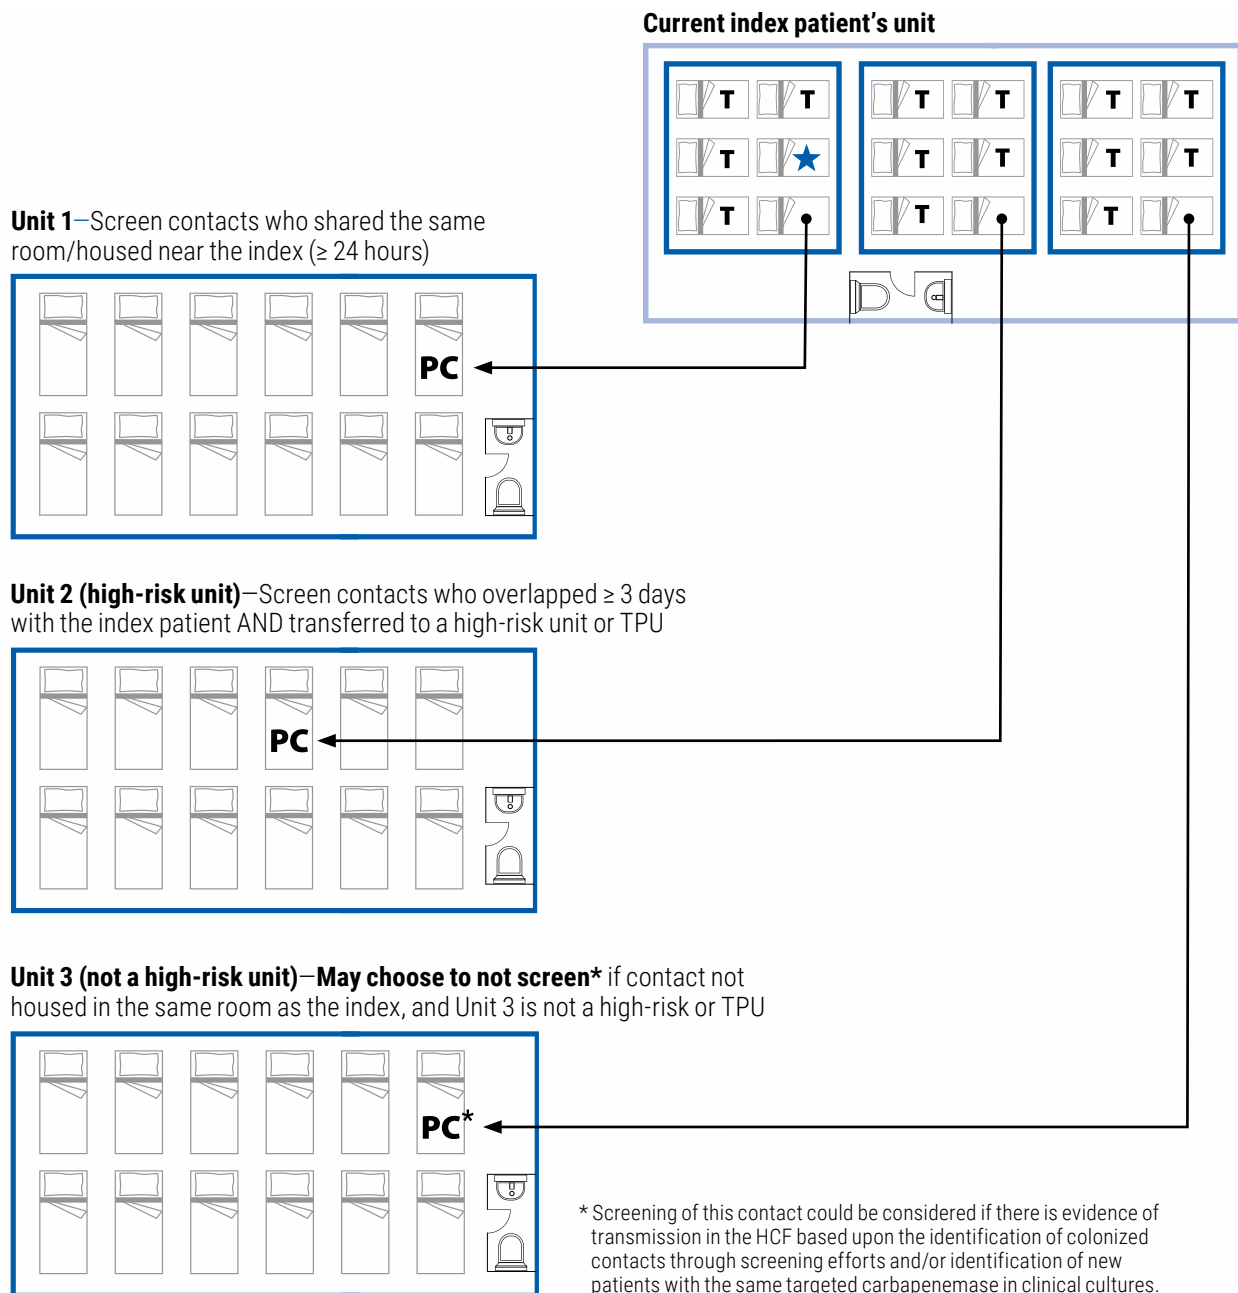 Current index patient's unit
T T T T T T
T T T T T
T T T
Unit 1—Screen contacts who shared the same
room/housed near the index (≥ 24 hours)
PC
Unit 2 (high-risk unit)—Screen contacts who overlapped ≥ 3 days
with the index patient AND transferred to a high-risk unit or TPU
PC
Unit 3 (not a high-risk unit)—May choose to not screen* if contact not
housed in the same room as the index, and Unit 3 is not a high-risk or TPU
PC*
* Screening of this contact could be considered if there is evidence of
transmission in the HCF based upon the identification of colonized
contacts through screening efforts and/or identification of new
patients with the same targeted carbapenemase in clinical cultures.